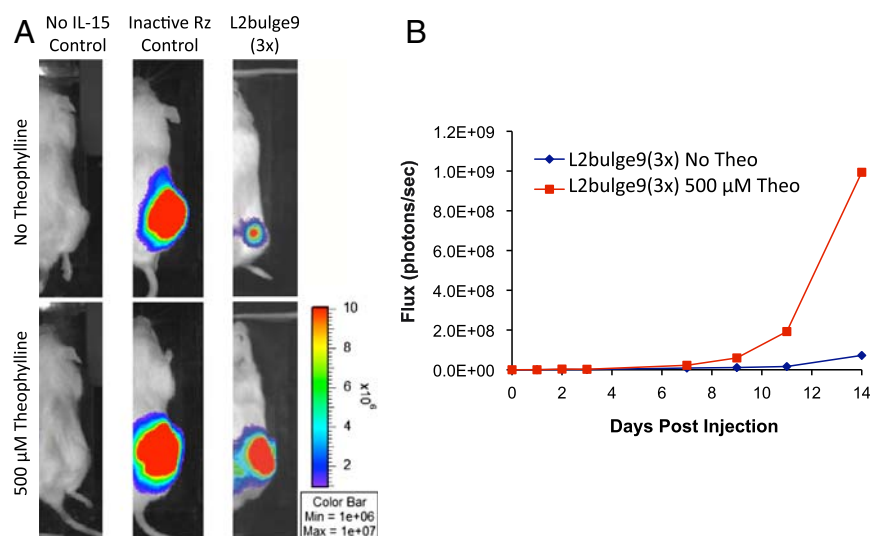 A
No IL-15
Control
Inactive Rz
Control
L2bulge9
(3x)
No Theophylline
500 μM Theophylline
10
8
6
4
2
x10⁶
Color Bar
Min = 1e+06
Max = 1e+07
B
1.2E+09
1.0E+09
8.0E+08
6.0E+08
4.0E+08
2.0E+08
0.0E+00
Flux (photons/sec)
L2bulge9(3x) No Theo
L2bulge9(3x) 500 μM Theo
0 2 4 6 8 10 12 14
Days Post Injection